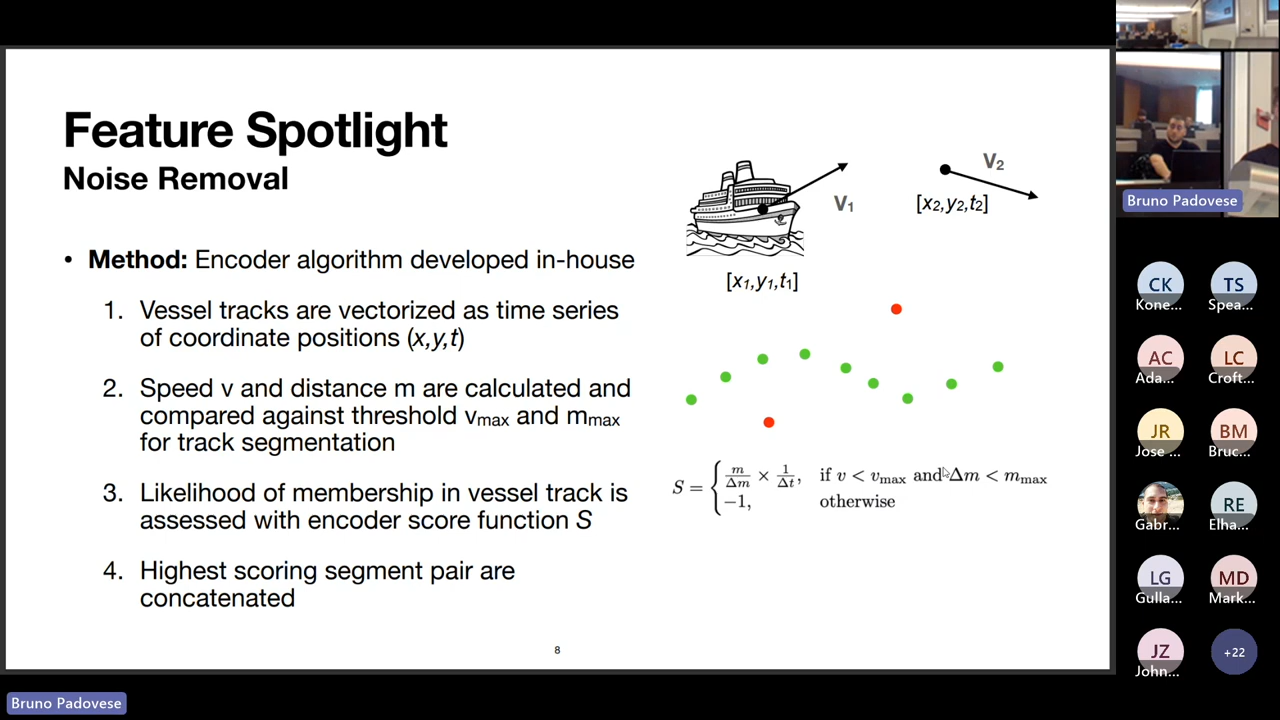 Feature Spotlight
Noise Removal
• Method: Encoder algorithm developed in-house
1. Vessel tracks are vectorized as time series
of coordinate positions (x,y,t)
2. Speed v and distance m are calculated and
compared against threshold vmax and mmax
for track segmentation
3. Likelihood of membership in vessel track is
assessed with encoder score function S
4. Highest scoring segment pair are
concatenated
V1
[x1,y1,t1]
V2
[x2,y2,t2]
S = { m/Δm × 1/Δt, if v < vmax and Δm < mmax
−1, otherwise
8
Bruno Padovese
Bruno Padovese
CK
Kone...
TS
Spea...
AC
Ada...
LC
Croft...
JR
Jose ...
BM
Bruc...
Gabr...
RE
Elha...
LG
Gulla...
MD
Mark...
JZ
John...
+22